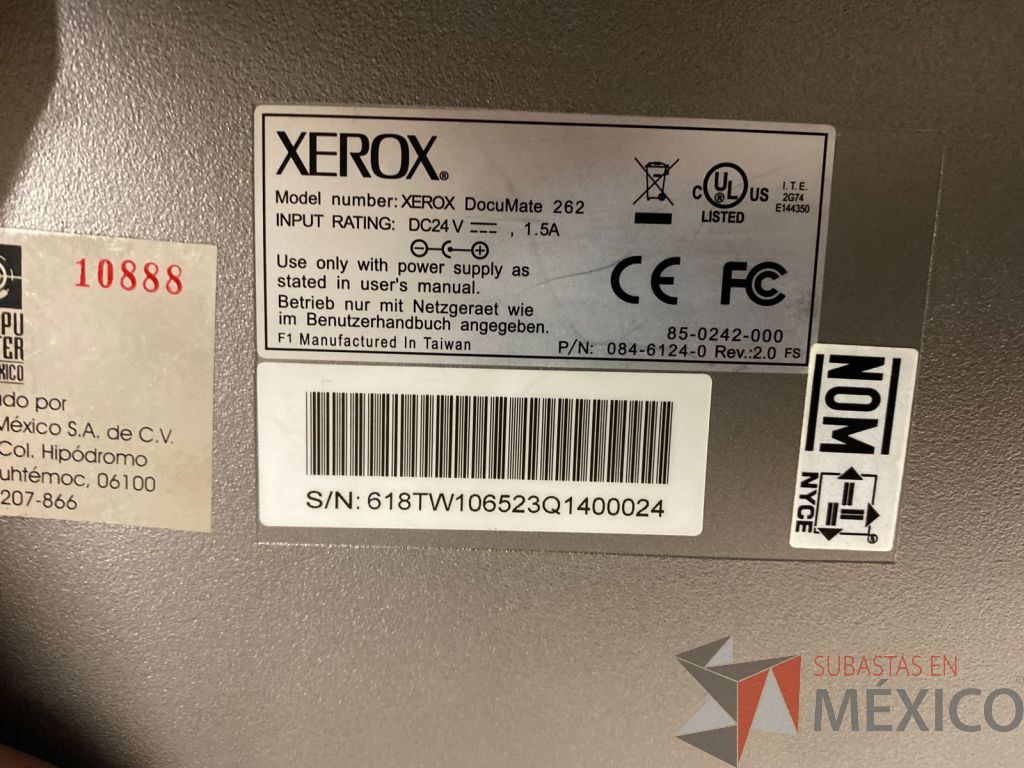 XEROX®
Model number: XEROX DocuMate 262
INPUT RATING: DC24V , 1.5A
Use only with power supply as
stated in user's manual.
Betrieb nur mit Netzgeraet wie
im Benutzerhandbuch angegeben.
F1 Manufactured In Taiwan
C UL® US
LISTED
I.T.E.
2G74
E144350
CE FC
85-0242-000
P/N: 084-6124-0 Rev.:2.0 FS
S/N: 618TW106523Q1400024
NOM
NYCE
10888
México S.A. de C.V.
Col. Hipódromo
06100
207-866
SUBASTAS EN
MÉXICO